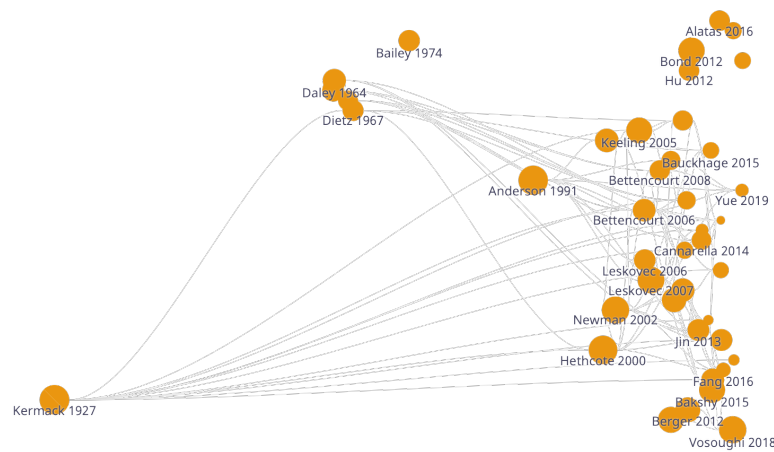 Alatas 2016
Bailey 1974
Bond 2012
Hu 2012
Daley 1964
Dietz 1967
Keeling 2005
Bauckhage 2015
Bettencourt 2008
Anderson 1991
Yue 2019
Bettencourt 2006
Cannarella 2014
Leskovec 2006
Leskovec 2007
Newman 2002
Jin 2013
Hethcote 2000
Fang 2016
Kermack 1927
Bakshy 2015
Berger 2012
Vosoughi 2018